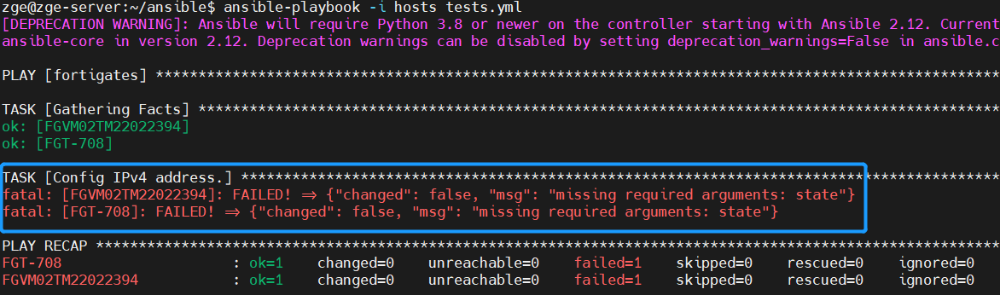 zge@zge-server:~/ansible$ ansible-playbook -i hosts tests.yml
[DEPRECATION WARNING]: Ansible will require Python 3.8 or newer on the controller starting with Ansible 2.12. Current
ansible-core in version 2.12. Deprecation warnings can be disabled by setting deprecation_warnings=False in ansible.c
PLAY [fortigates] ******************************************************************************************************
TASK [Gathering Facts] *************************************************************************************************
ok: [FGVM02TM22022394]
ok: [FGT-708]
TASK [Config IPv4 address.] ********************************************************************************************
fatal: [FGVM02TM22022394]: FAILED! => {"changed": false, "msg": "missing required arguments: state"}
fatal: [FGT-708]: FAILED! => {"changed": false, "msg": "missing required arguments: state"}
PLAY RECAP *************************************************************************************************************
FGT-708 : ok=1 changed=0 unreachable=0 failed=1 skipped=0 rescued=0 ignored=0
FGVM02TM22022394 : ok=1 changed=0 unreachable=0 failed=1 skipped=0 rescued=0 ignored=0